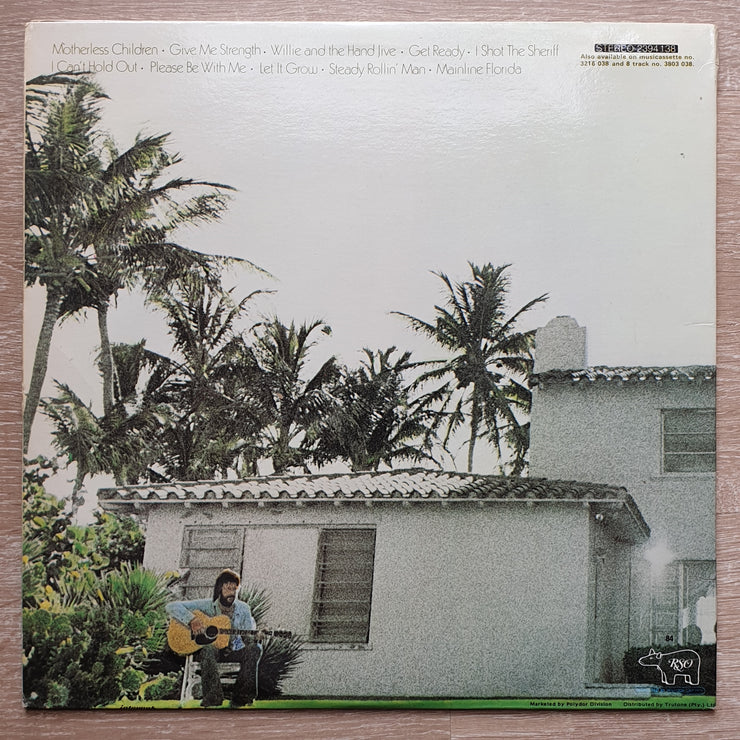 Motherless Children · Give Me Strength · Willie and the Hand Jive · Get Ready · I Shot The Sheriff
I Can't Hold Out · Please Be With Me · Let It Grow · Steady Rollin' Man · Mainline Florida
STEREO 2394 138
Also available on musicassette no.
3216 038 and 8 track no. 3803 038.
84
RSO
Marketed by Polydor Division Distributed by Trutone (Pty.) Lt